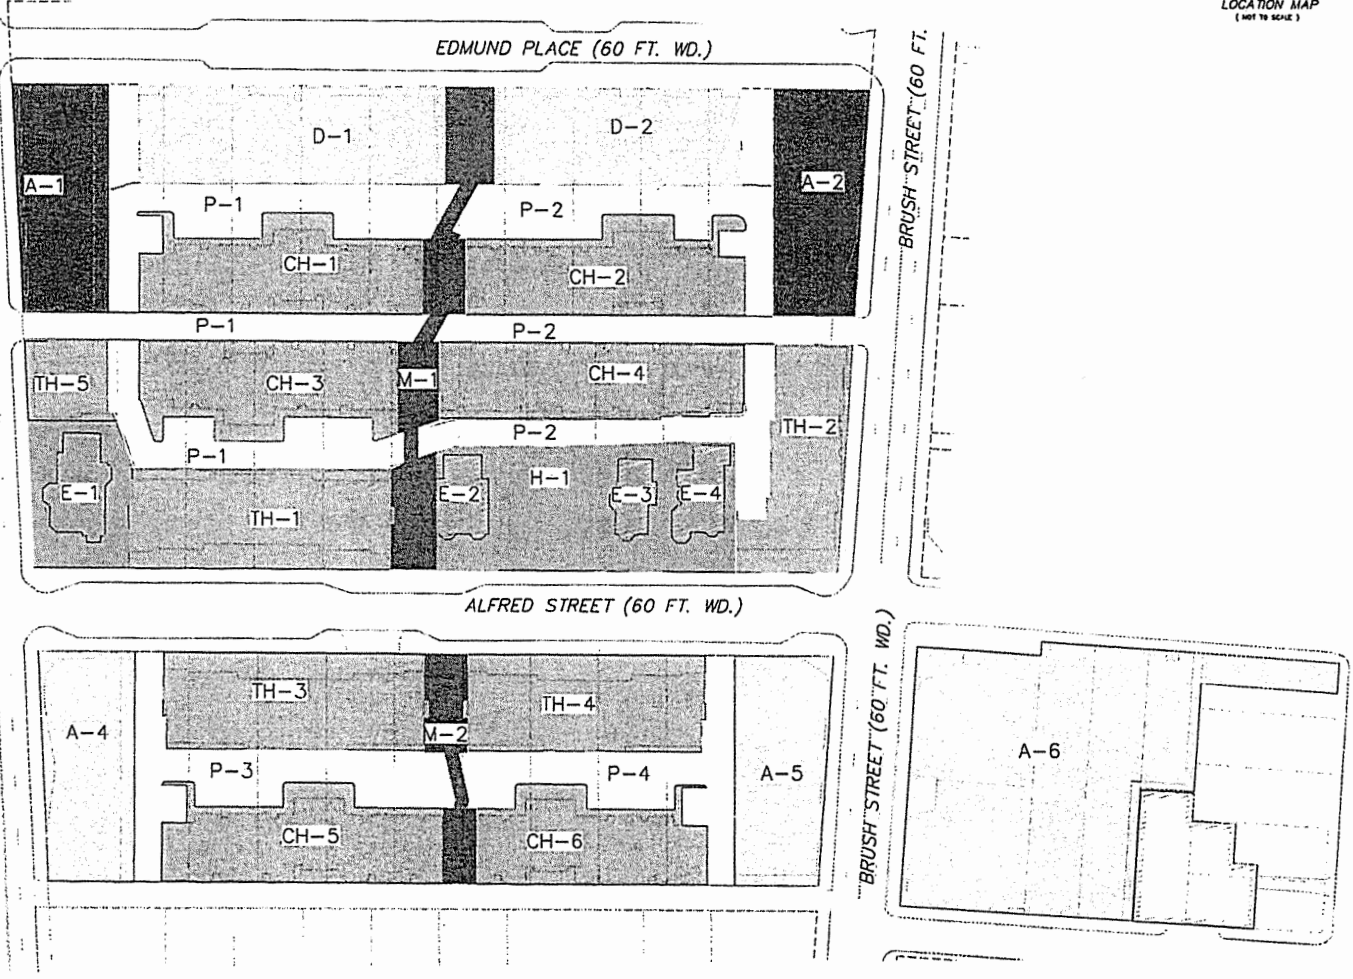 LOCATION MAP
( NOT TO SCALE )
EDMUND PLACE (60 FT. WD.)
BRUSH STREET (60 FT.
D-1
D-2
A-1
A-2
P-1
P-2
CH-1
CH-2
P-1
P-2
TH-5
CH-3
M-1
CH-4
TH-2
P-2
P-1
E-1
E-2
H-1
E-3
E-4
TH-1
ALFRED STREET (60 FT. WD.)
BRUSH STREET (60 FT. WD.)
TH-3
TH-4
A-4
M-2
A-6
P-3
P-4
A-5
CH-5
CH-6